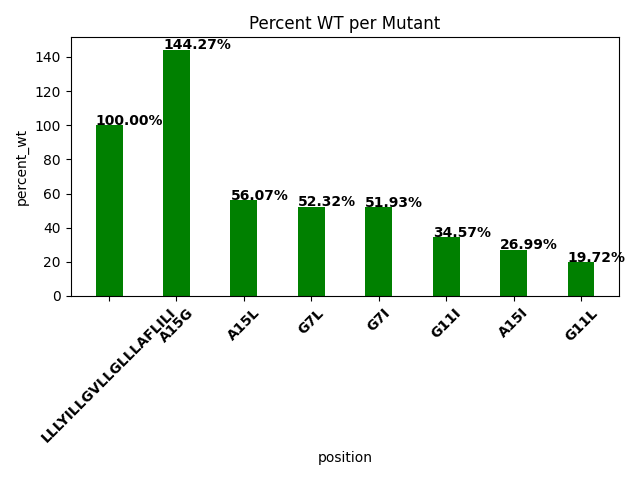 Percent WT per Mutant
percent_wt
140
120
100
80
60
40
20
0
100.00%
144.27%
56.07%
52.32%
51.93%
34.57%
26.99%
19.72%
LLLYILLGVLLGLLLAFLILI
A15G
A15L
G7L
G7I
G11I
A15I
G11L
position